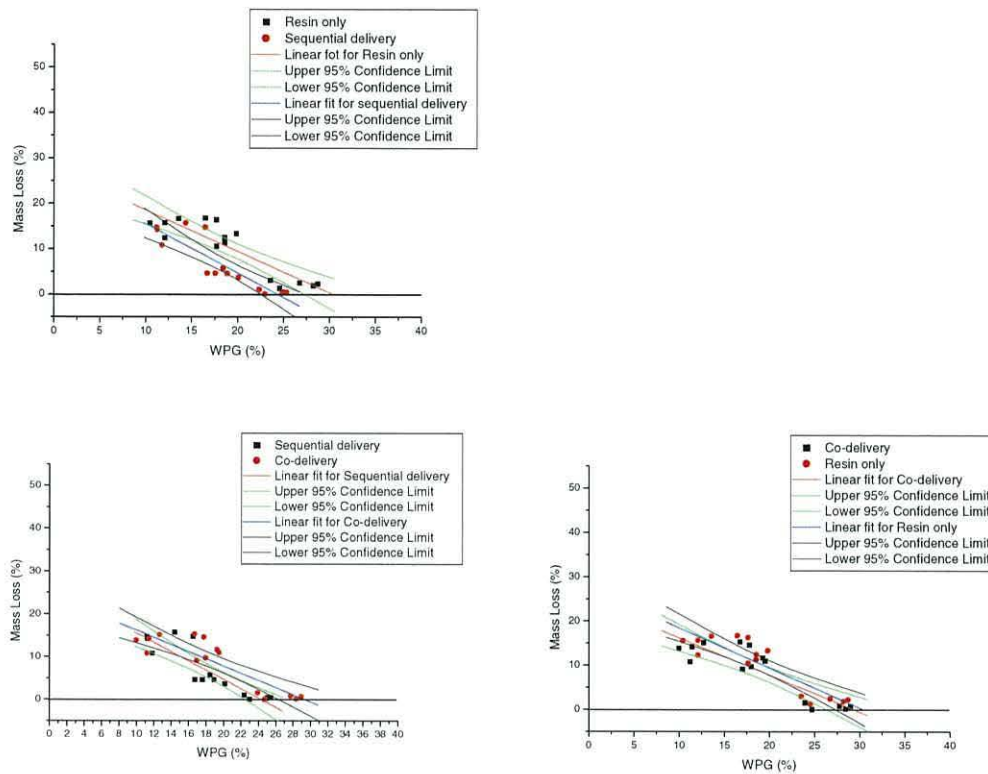 Resin only
Sequential delivery
Linear fot for Resin only
Upper 95% Confidence Limit
Lower 95% Confidence Limit
Linear fit for sequential delivery
Upper 95% Confidence Limit
Lower 95% Confidence Limit
50
40
30
20
10
0
Mass Loss (%)
0 5 10 15 20 25 30 35 40
WPG (%)
Sequential delivery
Co-delivery
Linear fit for Sequential delivery
Upper 95% Confidence Limit
Lower 95% Confidence Limit
Linear fit for Co-delivery
Upper 95% Confidence Limit
Lower 95% Confidence Limit
50
40
30
20
10
0
Mass Loss (%)
0 2 4 6 8 10 12 14 16 18 20 22 24 26 28 30 32 34 36 38 40
WPG (%)
Co-delivery
Resin only
Linear fit for Co-delivery
Upper 95% Confidence Limit
Lower 95% Confidence Limit
Linear fit for Resin only
Upper 95% Confidence Limit
Lower 95% Confidence Limit
50
40
30
20
10
0
Mass Loss (%)
0 5 10 15 20 25 30 35 40
WPG (%)